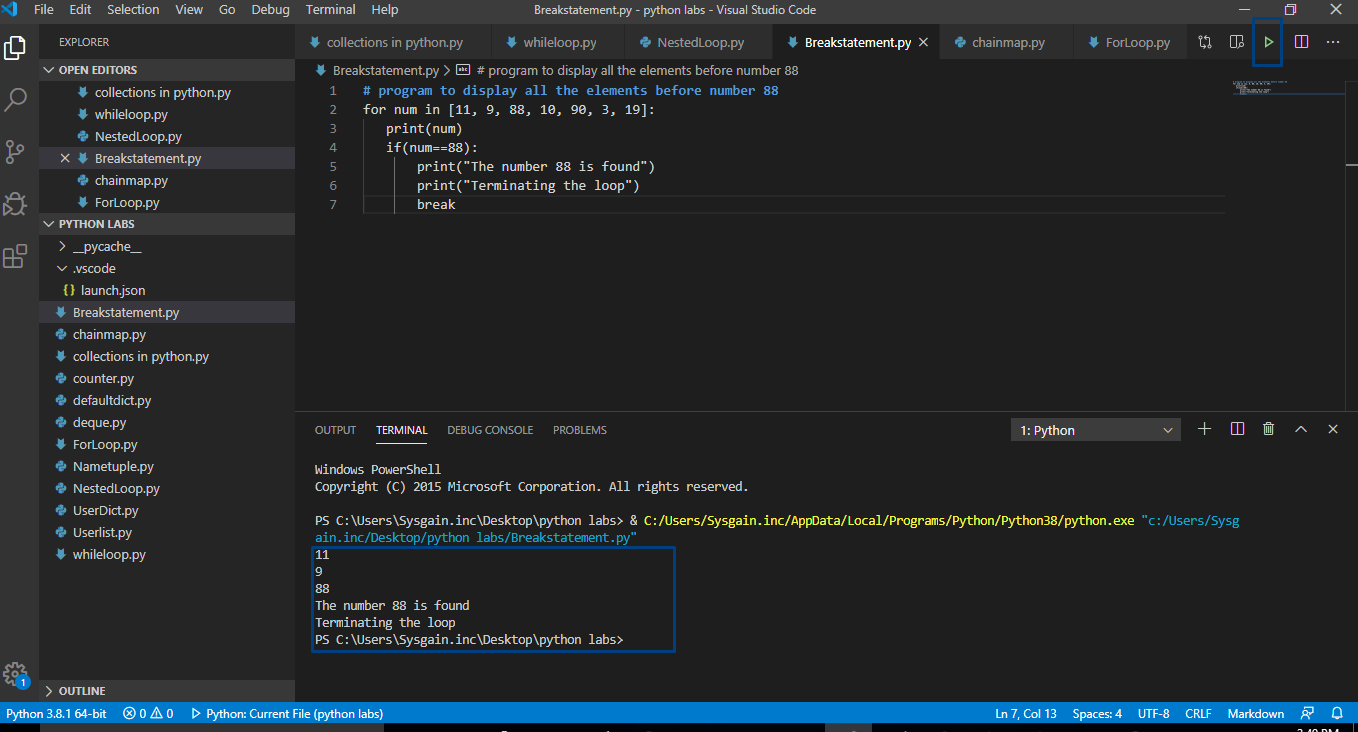 File Edit Selection View Go Debug Terminal Help Breakstatement.py - python labs - Visual Studio Code
EXPLORER
OPEN EDITORS
collections in python.py
whileloop.py
NestedLoop.py
Breakstatement.py
chainmap.py
ForLoop.py
PYTHON LABS
__pycache__
.vscode
{} launch.json
Breakstatement.py
chainmap.py
collections in python.py
counter.py
defaultdict.py
deque.py
ForLoop.py
Nametuple.py
NestedLoop.py
UserDict.py
Userlist.py
whileloop.py
OUTLINE
1
collections in python.py whileloop.py NestedLoop.py Breakstatement.py chainmap.py ForLoop.py
Breakstatement.py > abc # program to display all the elements before number 88
1 # program to display all the elements before number 88
2 for num in [11, 9, 88, 10, 90, 3, 19]:
3 print(num)
4 if(num==88):
5 print("The number 88 is found")
6 print("Terminating the loop")
7 break
OUTPUT TERMINAL DEBUG CONSOLE PROBLEMS 1: Python
Windows PowerShell
Copyright (C) 2015 Microsoft Corporation. All rights reserved.
PS C:\Users\Sysgain.inc\Desktop\python labs> & C:/Users/Sysgain.inc/AppData/Local/Programs/Python/Python38/python.exe "c:/Users/Sysg
ain.inc/Desktop/python labs/Breakstatement.py"
11
9
88
The number 88 is found
Terminating the loop
PS C:\Users\Sysgain.inc\Desktop\python labs>
Python 3.8.1 64-bit 0 0 Python: Current File (python labs) Ln 7, Col 13 Spaces: 4 UTF-8 CRLF Markdown